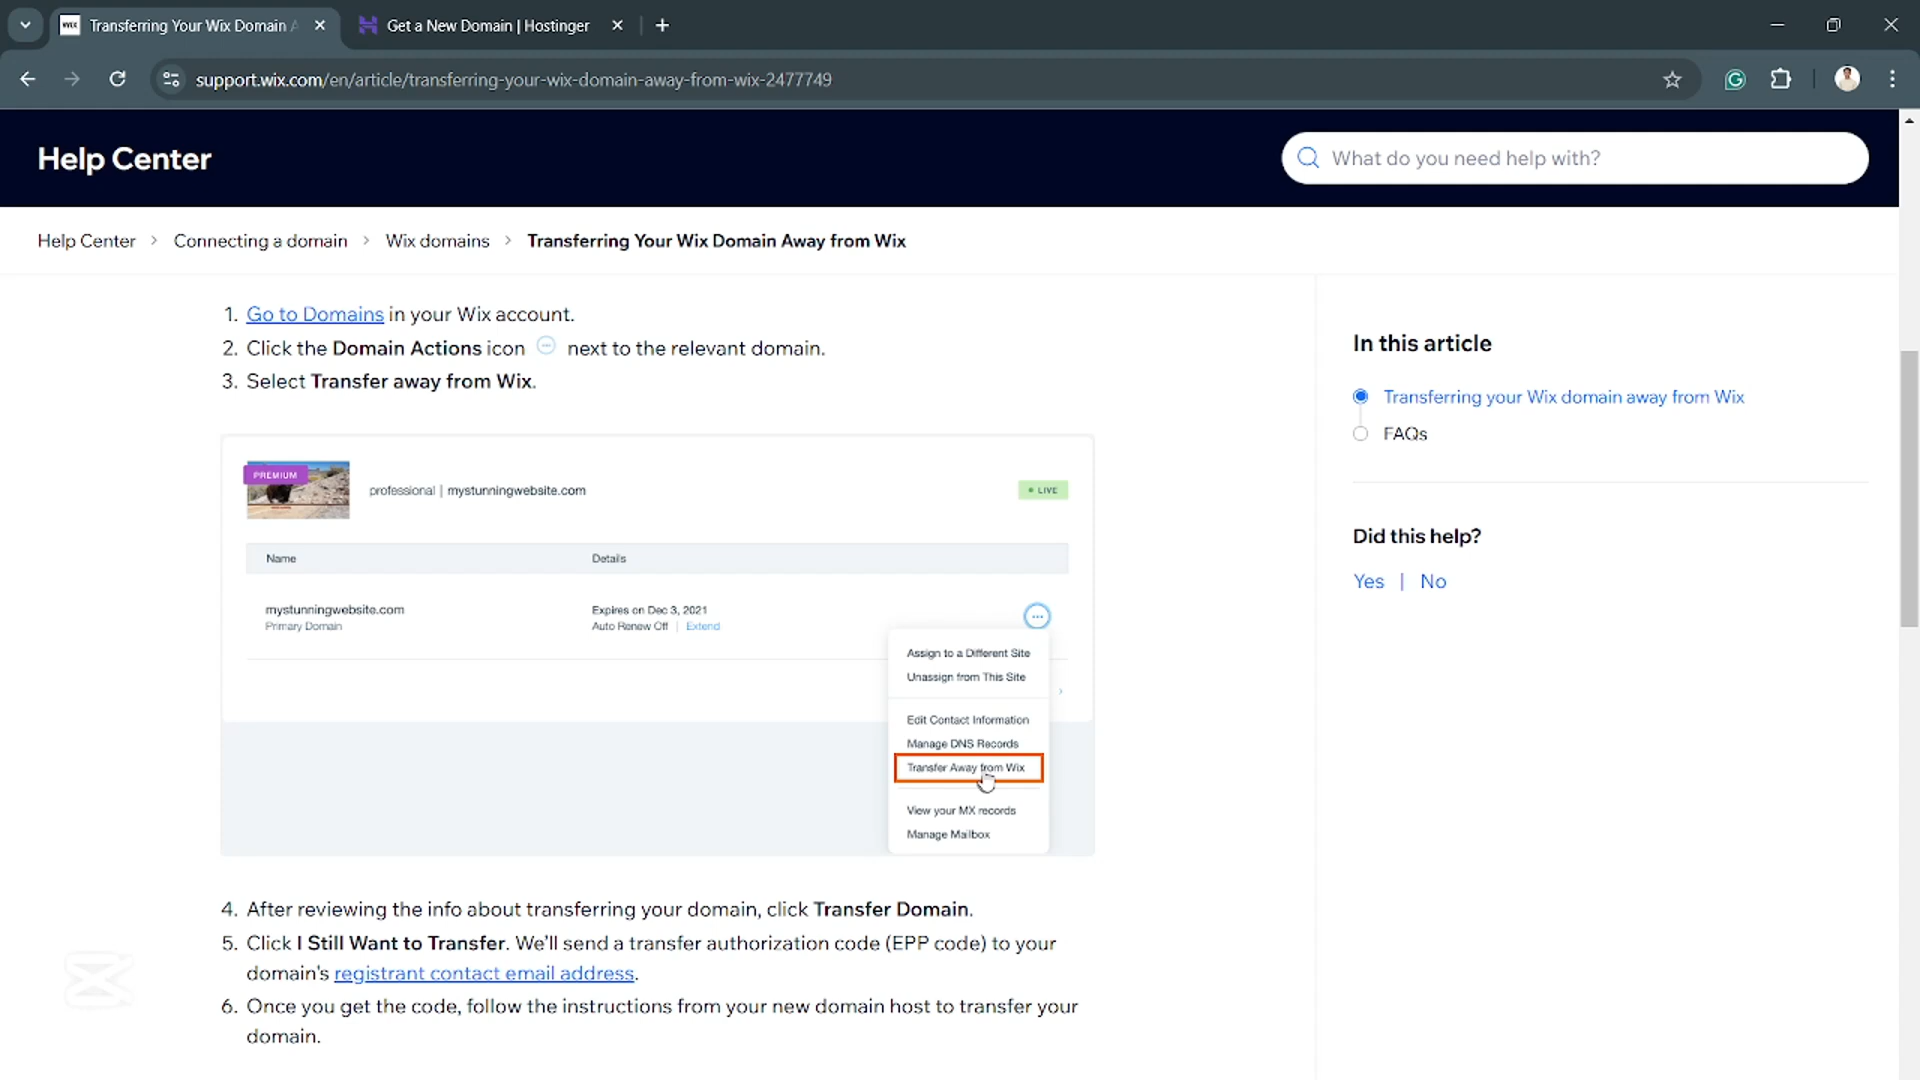 WIX Transferring Your Wix Domain A
Get a New Domain | Hostinger
support.wix.com/en/article/transferring-your-wix-domain-away-from-wix-2477749
Help Center
What do you need help with?
Help Center > Connecting a domain > Wix domains > Transferring Your Wix Domain Away from Wix
1. Go to Domains in your Wix account.
2. Click the Domain Actions icon next to the relevant domain.
3. Select Transfer away from Wix.
PREMIUM
professional | mystunningwebsite.com
LIVE
Name Details
mystunningwebsite.com
Primary Domain
Expires on Dec 3, 2021
Auto Renew Off | Extend
Assign to a Different Site
Unassign from This Site
Edit Contact Information
Manage DNS Records
Transfer Away from Wix
View your MX records
Manage Mailbox
4. After reviewing the info about transferring your domain, click Transfer Domain.
5. Click I Still Want to Transfer. We'll send a transfer authorization code (EPP code) to your
domain's registrant contact email address.
6. Once you get the code, follow the instructions from your new domain host to transfer your
domain.
In this article
Transferring your Wix domain away from Wix
FAQs
Did this help?
Yes | No